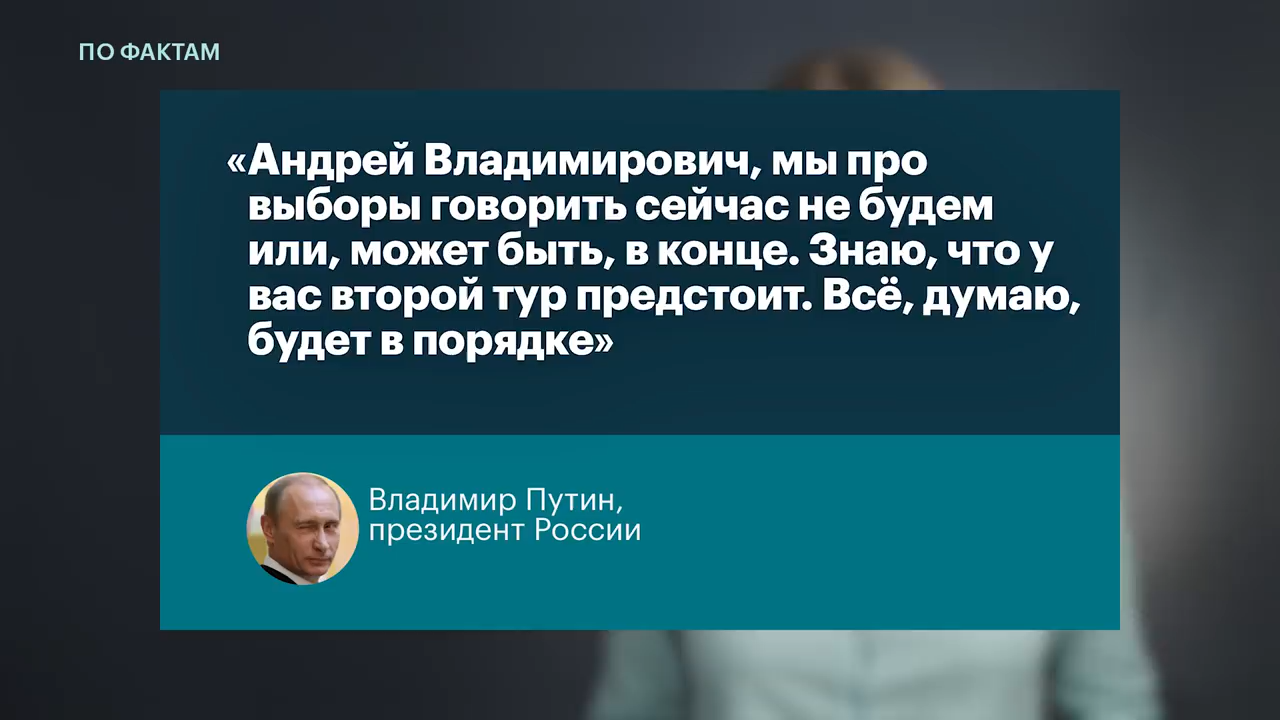 ПО ФАКТАМ
«Андрей Владимирович, мы про
выборы говорить сейчас не будем
или, может быть, в конце. Знаю, что у
вас второй тур предстоит. Всё, думаю,
будет в порядке»
Владимир Путин,
президент России